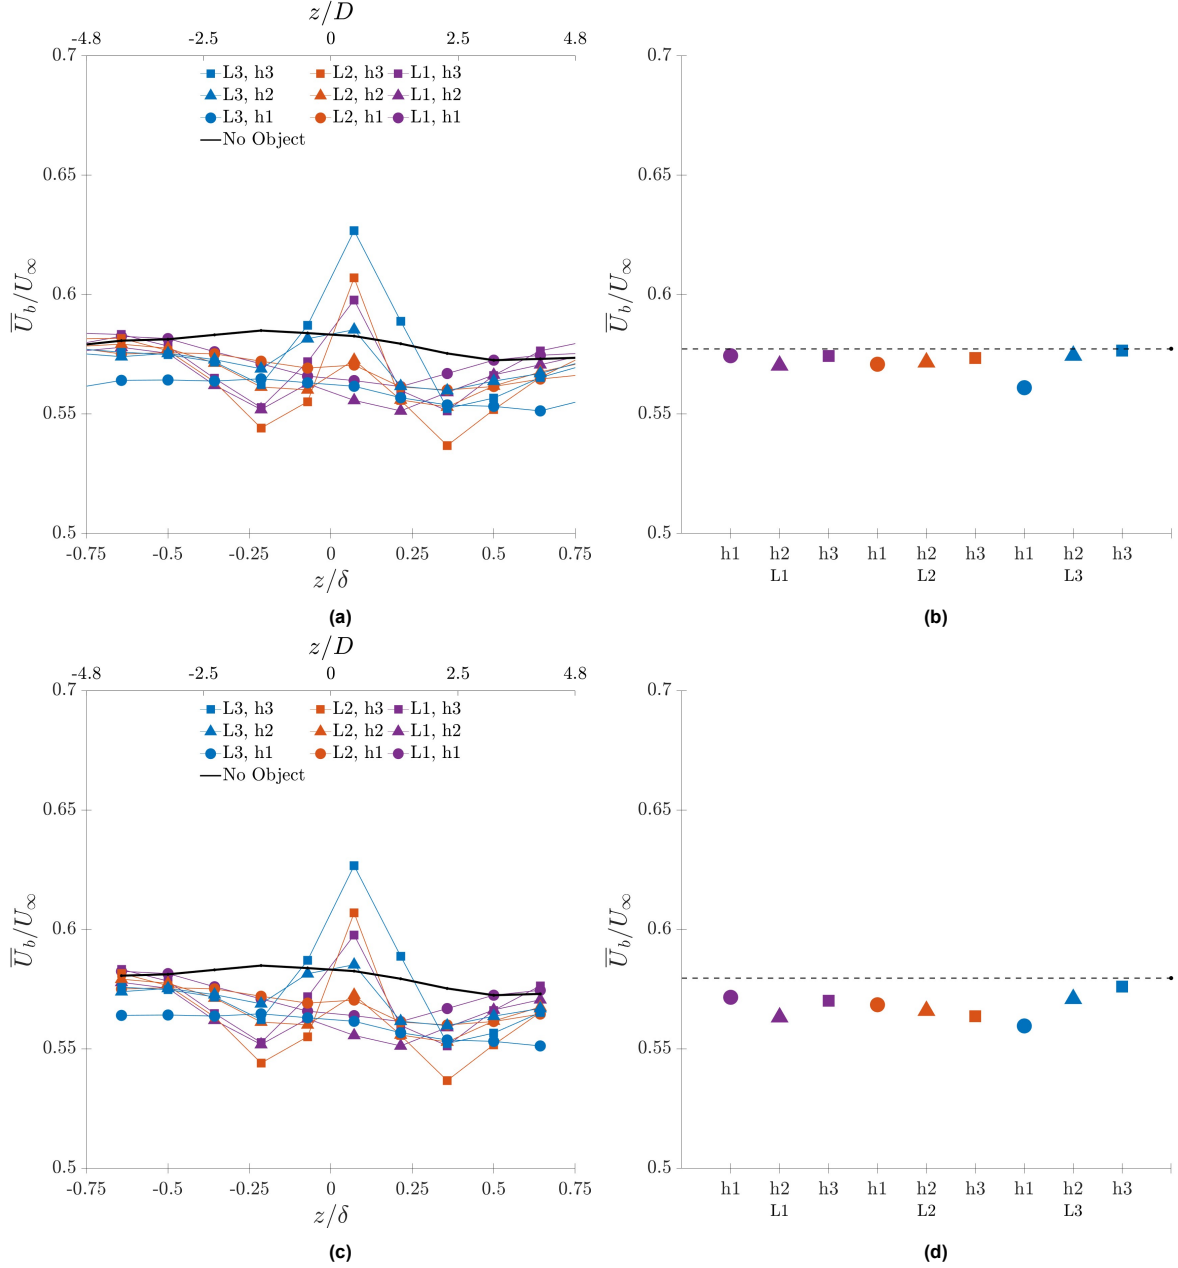 z/D
-4.8 -2.5 0 2.5 4.8
0.7 0.65 0.6 0.55 0.5
U̅_b/U_∞
L3, h3 L2, h3 L1, h3
L3, h2 L2, h2 L1, h2
L3, h1 L2, h1 L1, h1
No Object
-0.75 -0.5 -0.25 0 0.25 0.5 0.75
z/δ
(a)
0.7 0.65 0.6 0.55 0.5
U̅_b/U_∞
h1 h2 h3 h1 h2 h3 h1 h2 h3
L1 L2 L3
(b)
z/D
-4.8 -2.5 0 2.5 4.8
0.7 0.65 0.6 0.55 0.5
U̅_b/U_∞
L3, h3 L2, h3 L1, h3
L3, h2 L2, h2 L1, h2
L3, h1 L2, h1 L1, h1
No Object
-0.75 -0.5 -0.25 0 0.25 0.5 0.75
z/δ
(c)
0.7 0.65 0.6 0.55 0.5
U̅_b/U_∞
h1 h2 h3 h1 h2 h3 h1 h2 h3
L1 L2 L3
(d)